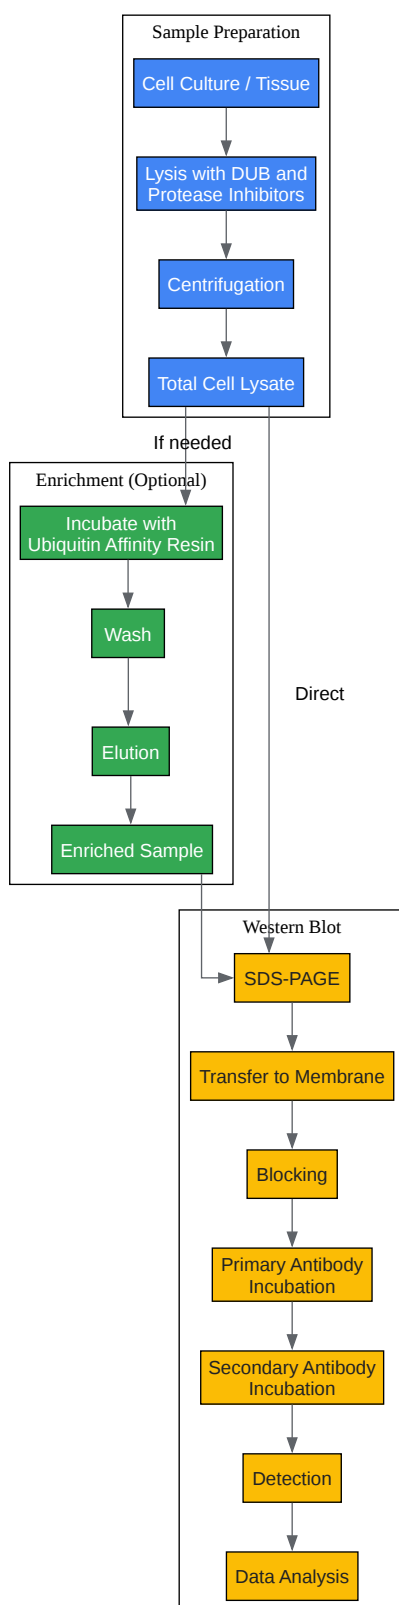 Sample Preparation
Cell Culture / Tissue
Lysis with DUB and
Protease Inhibitors
Centrifugation
Total Cell Lysate
If needed
Enrichment (Optional)
Incubate with
Ubiquitin Affinity Resin
Wash
Direct
Elution
Enriched Sample
Western Blot
SDS-PAGE
Transfer to Membrane
Blocking
Primary Antibody
Incubation
Secondary Antibody
Incubation
Detection
Data Analysis